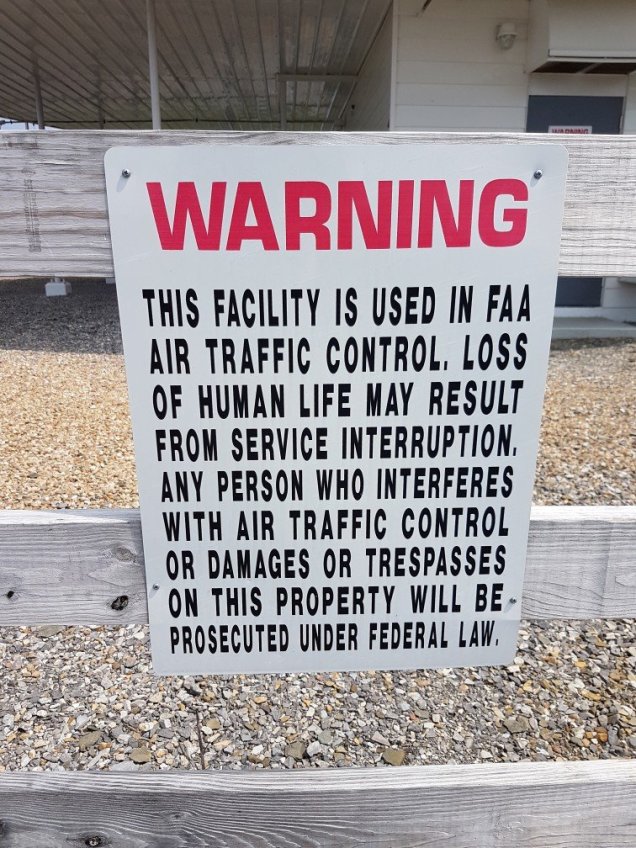 WARNING
WARNING
THIS FACILITY IS USED IN FAA
AIR TRAFFIC CONTROL. LOSS
OF HUMAN LIFE MAY RESULT
FROM SERVICE INTERRUPTION.
ANY PERSON WHO INTERFERES
WITH AIR TRAFFIC CONTROL
OR DAMAGES OR TRESPASSES
ON THIS PROPERTY WILL BE
PROSECUTED UNDER FEDERAL LAW.